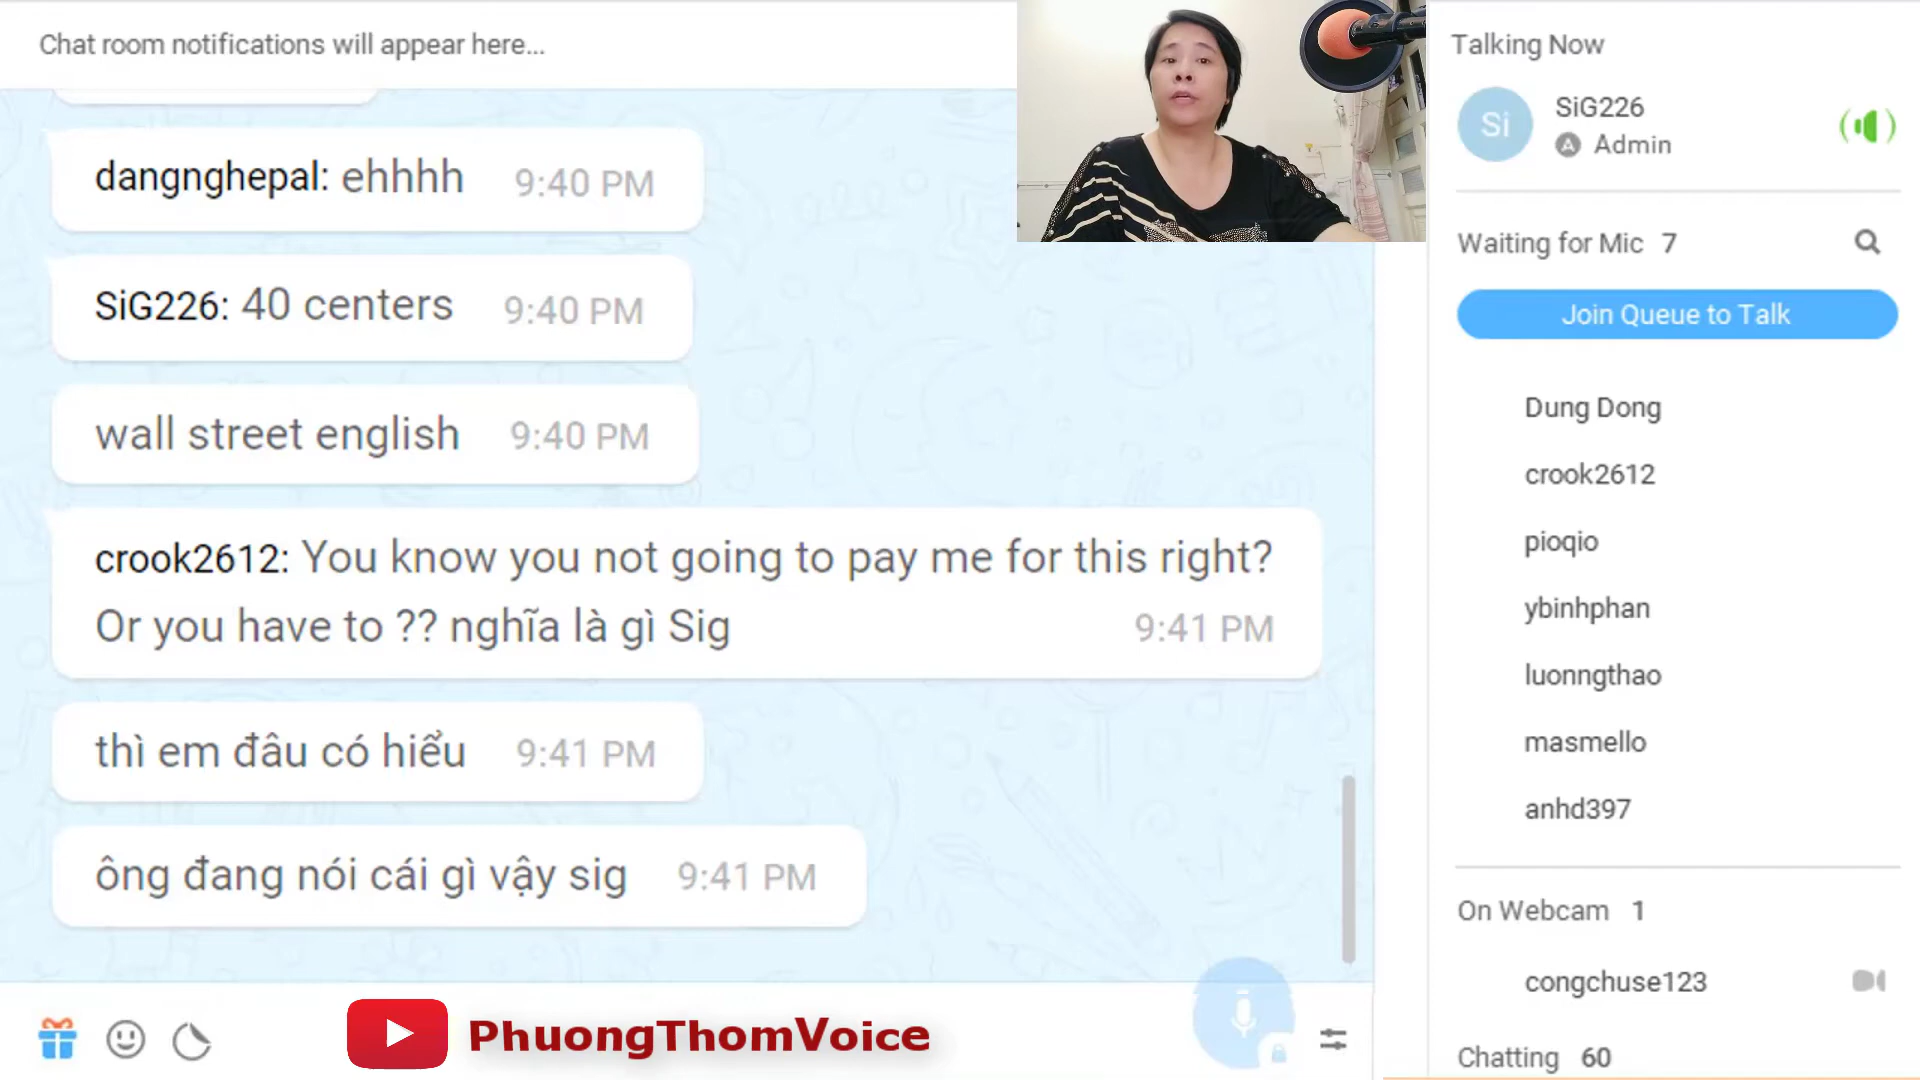 Chat room notifications will appear here...
dangnghepal: ehhhh 9:40 PM
SiG226: 40 centers 9:40 PM
wall street english 9:40 PM
crook2612: You know you not going to pay me for this right?
Or you have to ?? nghĩa là gì Sig 9:41 PM
thì em đâu có hiểu 9:41 PM
ông đang nói cái gì vậy sig 9:41 PM
PhuongThomVoice
Talking Now
Si
SiG226
A Admin
Waiting for Mic 7
Join Queue to Talk
Dung Dong
crook2612
pioqio
ybinhphan
luonngthao
masmello
anhd397
On Webcam 1
congchuse123
Chatting 60